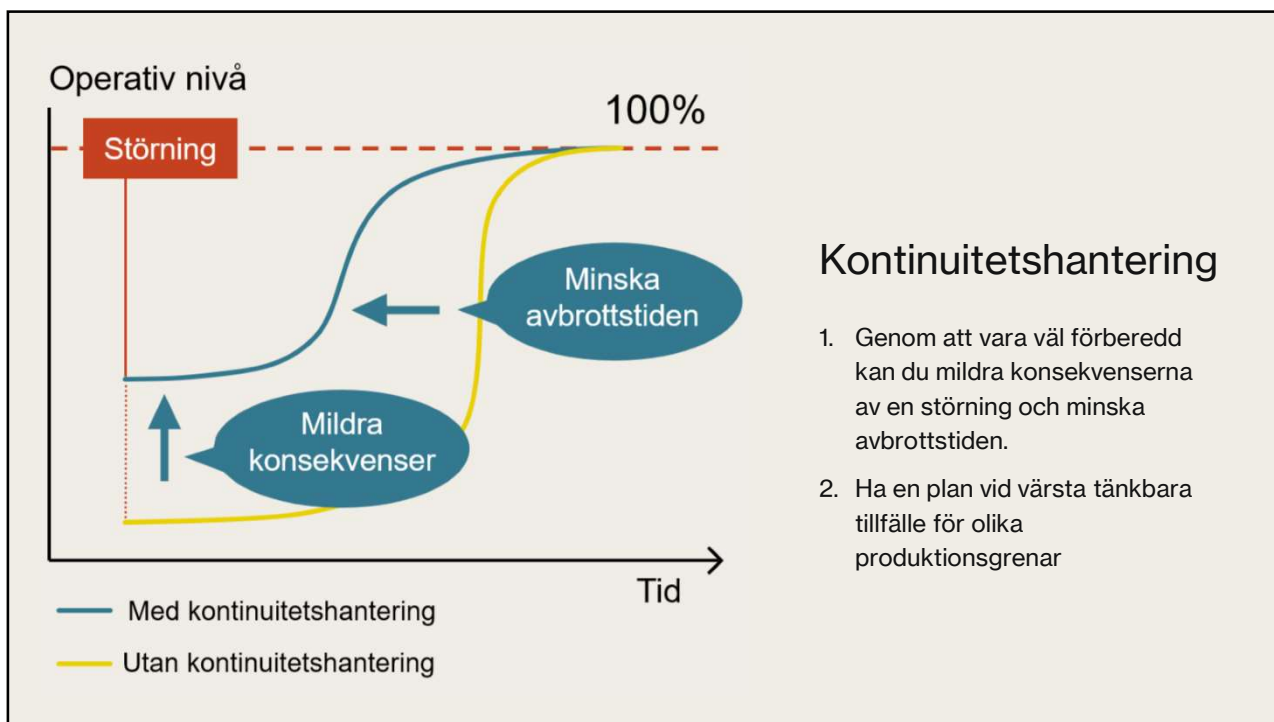 Operativ nivå
100%
Störning
Minska
avbrottstiden
Mildra
konsekvenser
Tid
Med kontinuitetshantering
Utan kontinuitetshantering
Kontinuitetshantering
1. Genom att vara väl förberedd
kan du mildra konsekvenserna
av en störning och minska
avbrottstiden.
2. Ha en plan vid värsta tänkbara
tillfälle för olika
produktionsgrenar